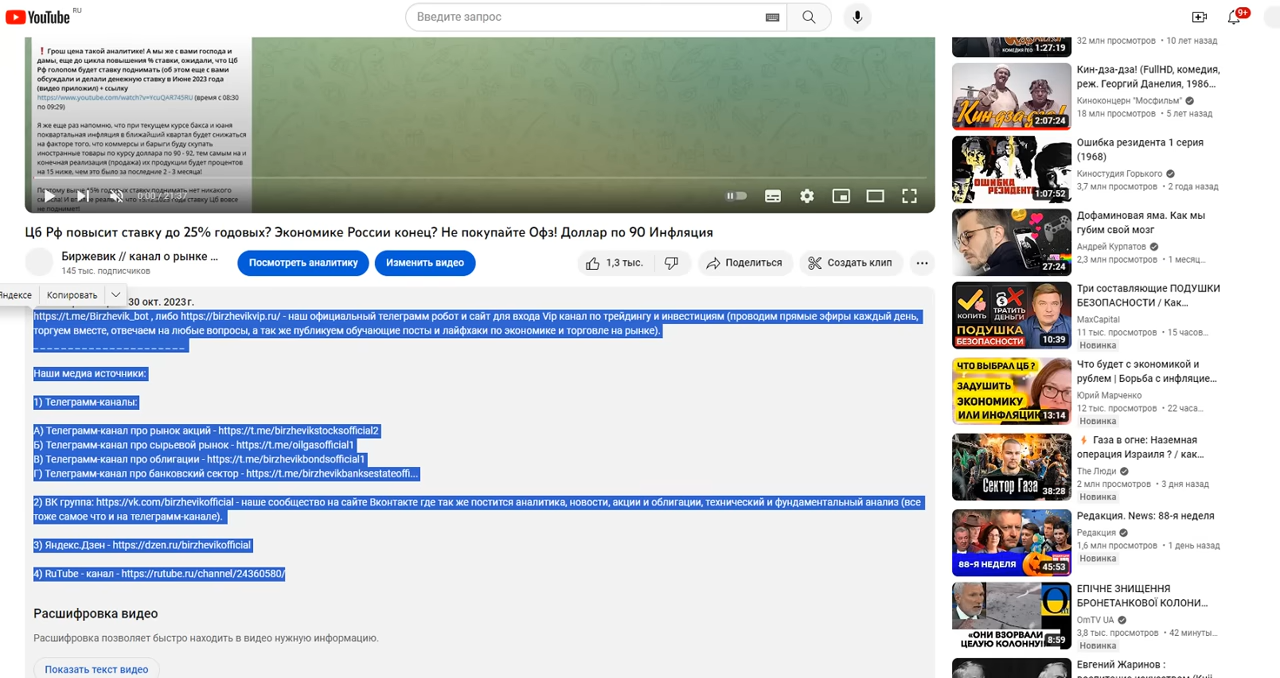 YouTube RU
Введите запрос
9+
❗ Грош цена такой аналитике! А мы же с вами господа и
дамы, еще до цикла повышения % ставки, ожидали, что Цб
Рф голопом будет ставку поднимать (об этом еще с вами
обсуждали и делали денежную ставку в Июне 2023 года
(видео приложил) + ссылку
(время с 08:30
по 09:29)
Я же еще раз напомню, что при текущем курсе бакса и юаня
поквартальная инфляция в ближайший квартал будет снижаться
на факторе того, что коммерсы и барыги буду скупать
иностранные товары по курсу доллара по 90 - 92, тем самым на и
конечная реализация (продажа) их продукции будет процентов
на 15 ниже, чем это было за последние 2 - 3 месяца!
Цб Рф повысит ставку до 25% годовых? Экономике России конец? Не покупайте Офз! Доллар по 90 Инфляция
Биржевик // канал о рынке ...
145 тыс. подписчиков
Посмотреть аналитику
Изменить видео
1,3 тыс.
Поделиться
Создать клип
Яндексе
Копировать
30 окт. 2023 г.
https://t.me/Birzhevik_bot , либо https://birzhevikvip.ru/ - наш официальный телеграмм робот и сайт для входа Vip канал по трейдингу и инвестициям (проводим прямые эфиры каждый день,
торгуем вместе, отвечаем на любые вопросы, а так же публикуем обучающие посты и лайфхаки по экономике и торговле на рынке).
_ _ _ _ _ _ _ _ _ _ _ _ _ _ _ _ _ _ _ _ _ _
Наши медиа источники:
1) Телеграмм-каналы:
А) Телеграмм-канал про рынок акций - https://t.me/birzhevikstocksofficial2
Б) Телеграмм-канал про сырьевой рынок - https://t.me/oilgasofficial1
В) Телеграмм-канал про облигации - https://t.me/birzhevikbondsofficial1
Г) Телеграмм-канал про банковский сектор - https://t.me/birzhevikbanksestateoffi...
2) ВК группа: https://vk.com/birzhevikofficial - наше сообщество на сайте Вконтакте где так же постится аналитика, новости, акции и облигации, технический и фундаментальный анализ (все
тоже самое что и на телеграмм-канале).
3) Яндекс.Дзен - https://dzen.ru/birzhevikofficial
4) RuTube - канал - https://rutube.ru/channel/24360580/
Расшифровка видео
Расшифровка позволяет быстро находить в видео нужную информацию.
Показать текст видео
1:27:19
32 млн просмотров • 10 лет назад
Кин-дза-дза!
2:07:24
Кин-дза-дза! (FullHD, комедия,
реж. Георгий Данелия, 1986...
Киноконцерн "Мосфильм"
18 млн просмотров • 5 лет назад
ОШИБКА
РЕЗИДЕНТА
1:07:52
Ошибка резидента 1 серия
(1968)
Киностудия Горького
3,7 млн просмотров • 2 года назад
27:24
Дофаминовая яма. Как мы
губим свой мозг
Андрей Курпатов
2,3 млн просмотров • 1 месяц...
КОПИТЬ
ТРАТИТЬ
ДЕНЬГИ
ПОДУШКА
БЕЗОПАСНОСТИ
10:39
Три составляющие ПОДУШКИ
БЕЗОПАСНОСТИ / Как...
MaxCapital
11 тыс. просмотров • 15 часов...
Новинка
ЧТО ВЫБРАЛ ЦБ ?
ЗАДУШИТЬ
ЭКОНОМИКУ
ИЛИ ИНФЛЯЦИЮ
13:14
Что будет с экономикой и
рублем | Борьба с инфляцие...
Юрий Марченко
12 тыс. просмотров • 22 часа...
Новинка
Сектор Газа
38:28
⚡ Газа в огне: Наземная
операция Израиля ? / как...
The Люди
2 млн просмотров • 3 дня назад
Новинка
88-Я НЕДЕЛЯ
45:53
Редакция. News: 88-я неделя
Редакция
1,6 млн просмотров • 1 день назад
Новинка
«ОНИ ВЗОРВАЛИ
ЦЕЛУЮ КОЛОННУ!
8:59
ЕПІЧНЕ ЗНИЩЕННЯ
БРОНЕТАНКОВОЇ КОЛОНИ...
OmTV UA
3,8 тыс. просмотров • 42 минуты...
Новинка
Евгений Жаринов :